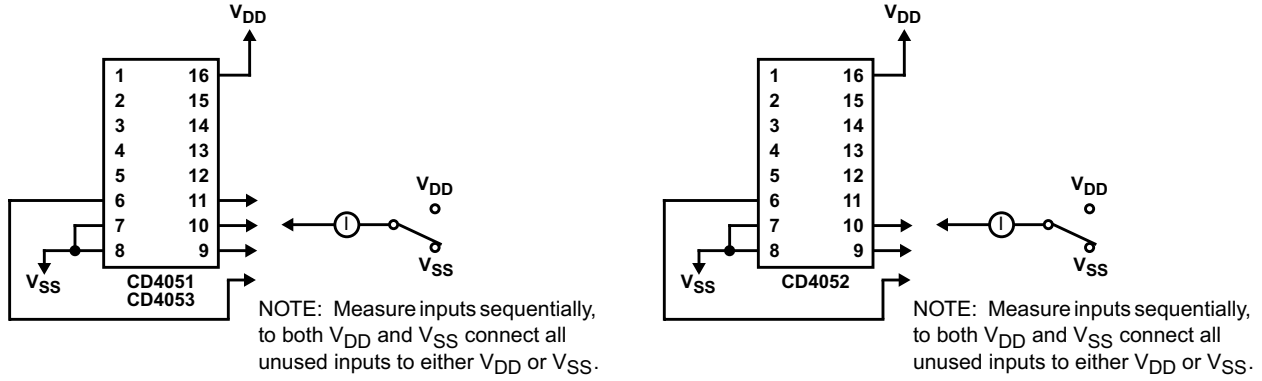 VDD
1 16
2 15
3 14
4 13
5 12
6 11
7 10
8 9
VSS
CD4051
CD4053
I
VDD
VSS
NOTE: Measure inputs sequentially,
to both VDD and VSS connect all
unused inputs to either VDD or VSS.
VDD
1 16
2 15
3 14
4 13
5 12
6 11
7 10
8 9
VSS
CD4052
I
VDD
VSS
NOTE: Measure inputs sequentially,
to both VDD and VSS connect all
unused inputs to either VDD or VSS.